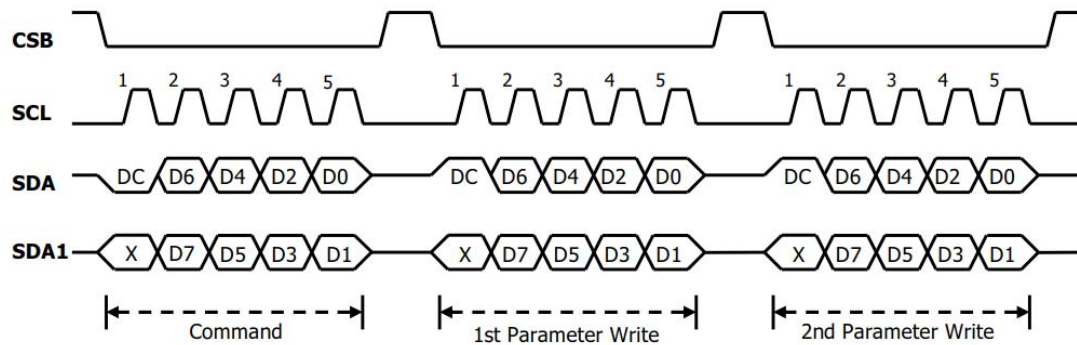 CSB
1 2 3 4 5 1 2 3 4 5 1 2 3 4 5
SCL
SDA DC D6 D4 D2 D0 DC D6 D4 D2 D0 DC D6 D4 D2 D0
SDA1 X D7 D5 D3 D1 X D7 D5 D3 D1 X D7 D5 D3 D1
Command 1st Parameter Write 2nd Parameter Write